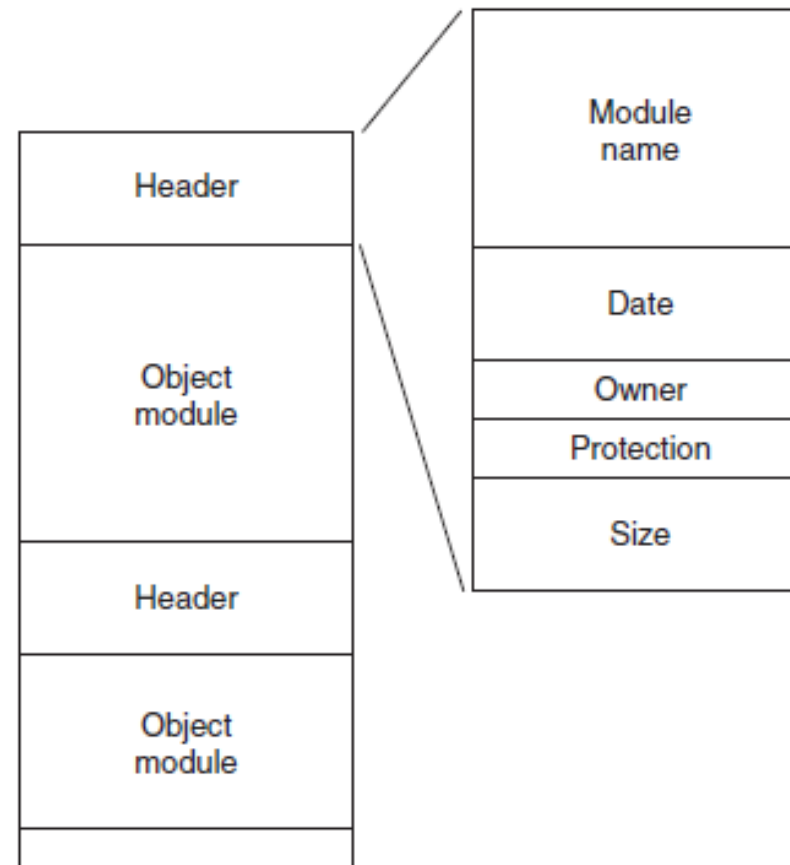 Header
Object
module
Header
Object
module
Module
name
Date
Owner
Protection
Size